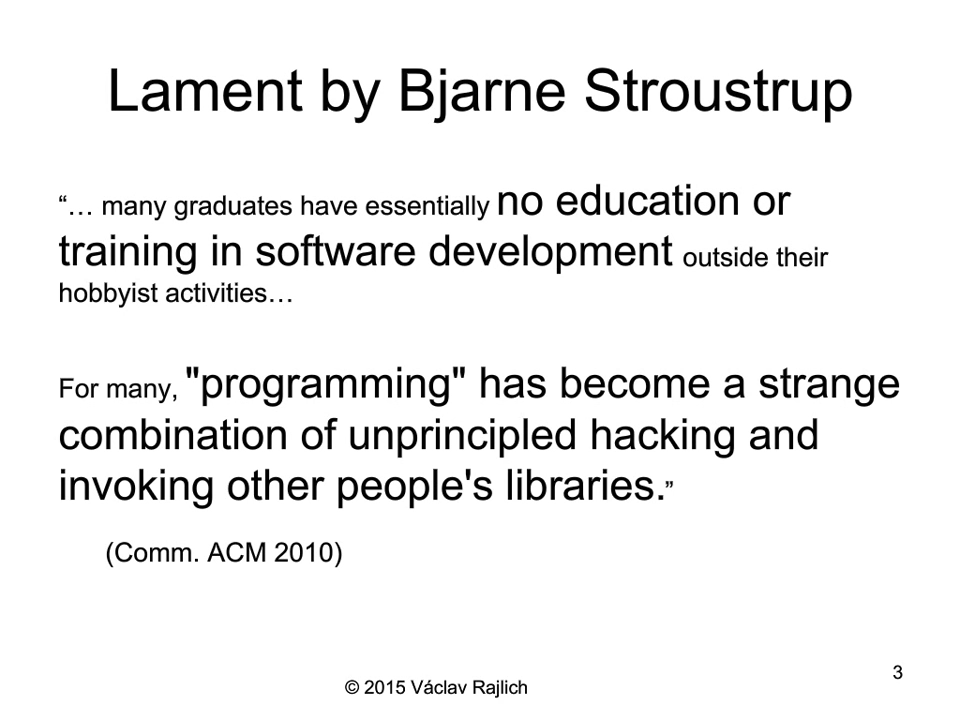 Lament by Bjarne Stroustrup
“… many graduates have essentially no education or
training in software development outside their
hobbyist activities…
For many, "programming" has become a strange
combination of unprincipled hacking and
invoking other people's libraries.”
(Comm. ACM 2010)
3
© 2015 Václav Rajlich